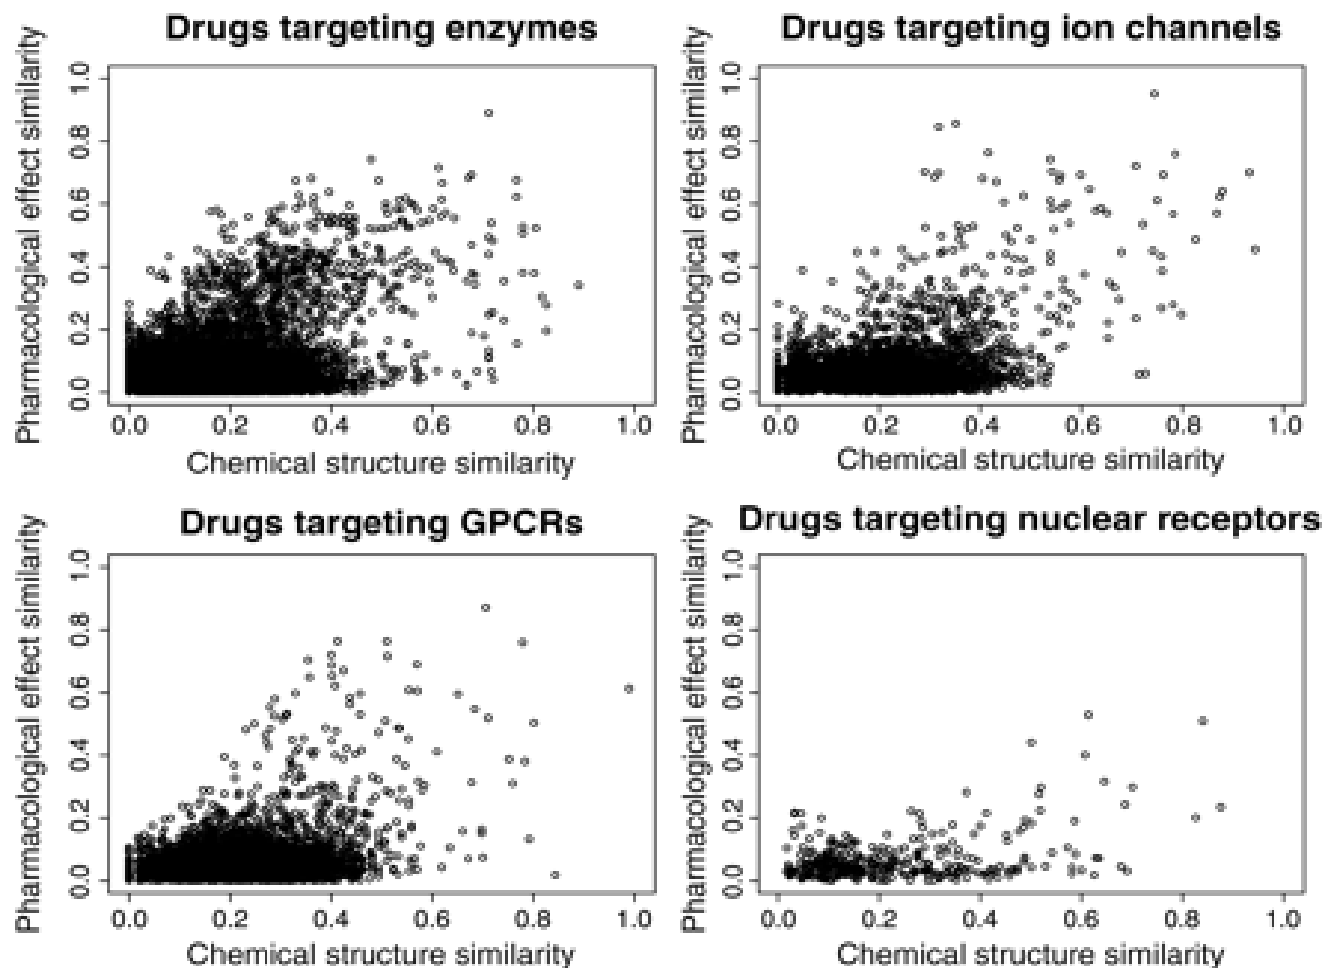 Drugs targeting enzymes
Pharmacological effect similarity
1.0
0.8
0.6
0.4
0.2
0.0
0.0 0.2 0.4 0.6 0.8 1.0
Chemical structure similarity
Drugs targeting ion channels
Pharmacological effect similarity
1.0
0.8
0.6
0.4
0.2
0.0
0.0 0.2 0.4 0.6 0.8 1.0
Chemical structure similarity
Drugs targeting GPCRs
Pharmacological effect similarity
1.0
0.8
0.6
0.4
0.2
0.0
0.0 0.2 0.4 0.6 0.8 1.0
Chemical structure similarity
Drugs targeting nuclear receptors
Pharmacological effect similarity
1.0
0.8
0.6
0.4
0.2
0.0
0.0 0.2 0.4 0.6 0.8 1.0
Chemical structure similarity